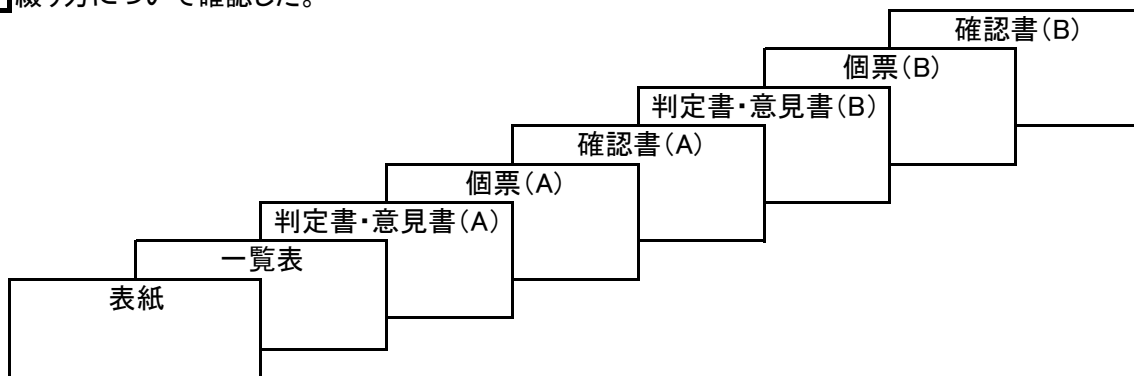 綴り方について確認した。
確認書(B)
個票(B)
判定書・意見書(B)
確認書(A)
個票(A)
判定書・意見書(A)
一覧表
表紙